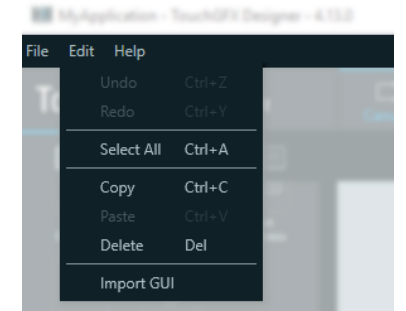 MyApplication - TouchGFX Designer - 4.13.0
File Edit Help
Undo Ctrl+Z
Redo Ctrl+Y
Select All Ctrl+A
Copy Ctrl+C
Paste Ctrl+V
Delete Del
Import GUI